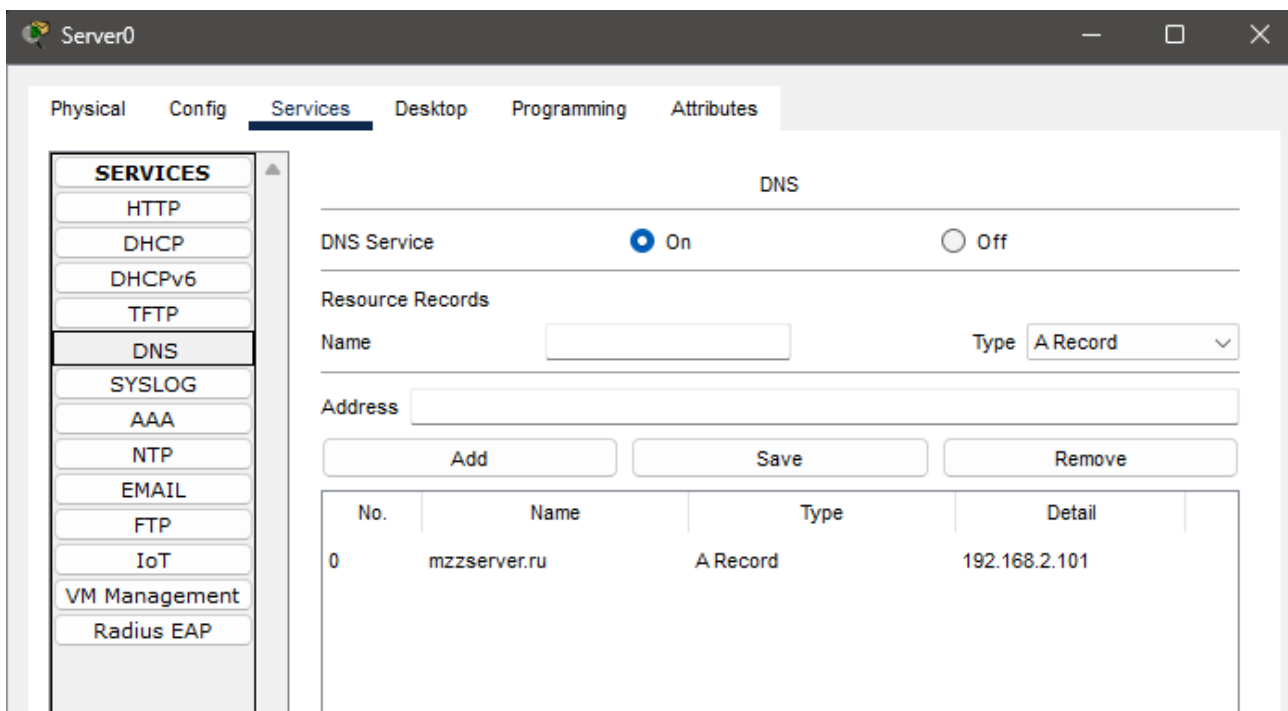 Server0
Physical Config Services Desktop Programming Attributes
SERVICES
HTTP
DHCP
DHCPv6
TFTP
DNS
SYSLOG
AAA
NTP
EMAIL
FTP
IoT
VM Management
Radius EAP
DNS
DNS Service On Off
Resource Records
Name Type A Record
Address
Add Save Remove
No. Name Type Detail
0 mzzserver.ru A Record 192.168.2.101